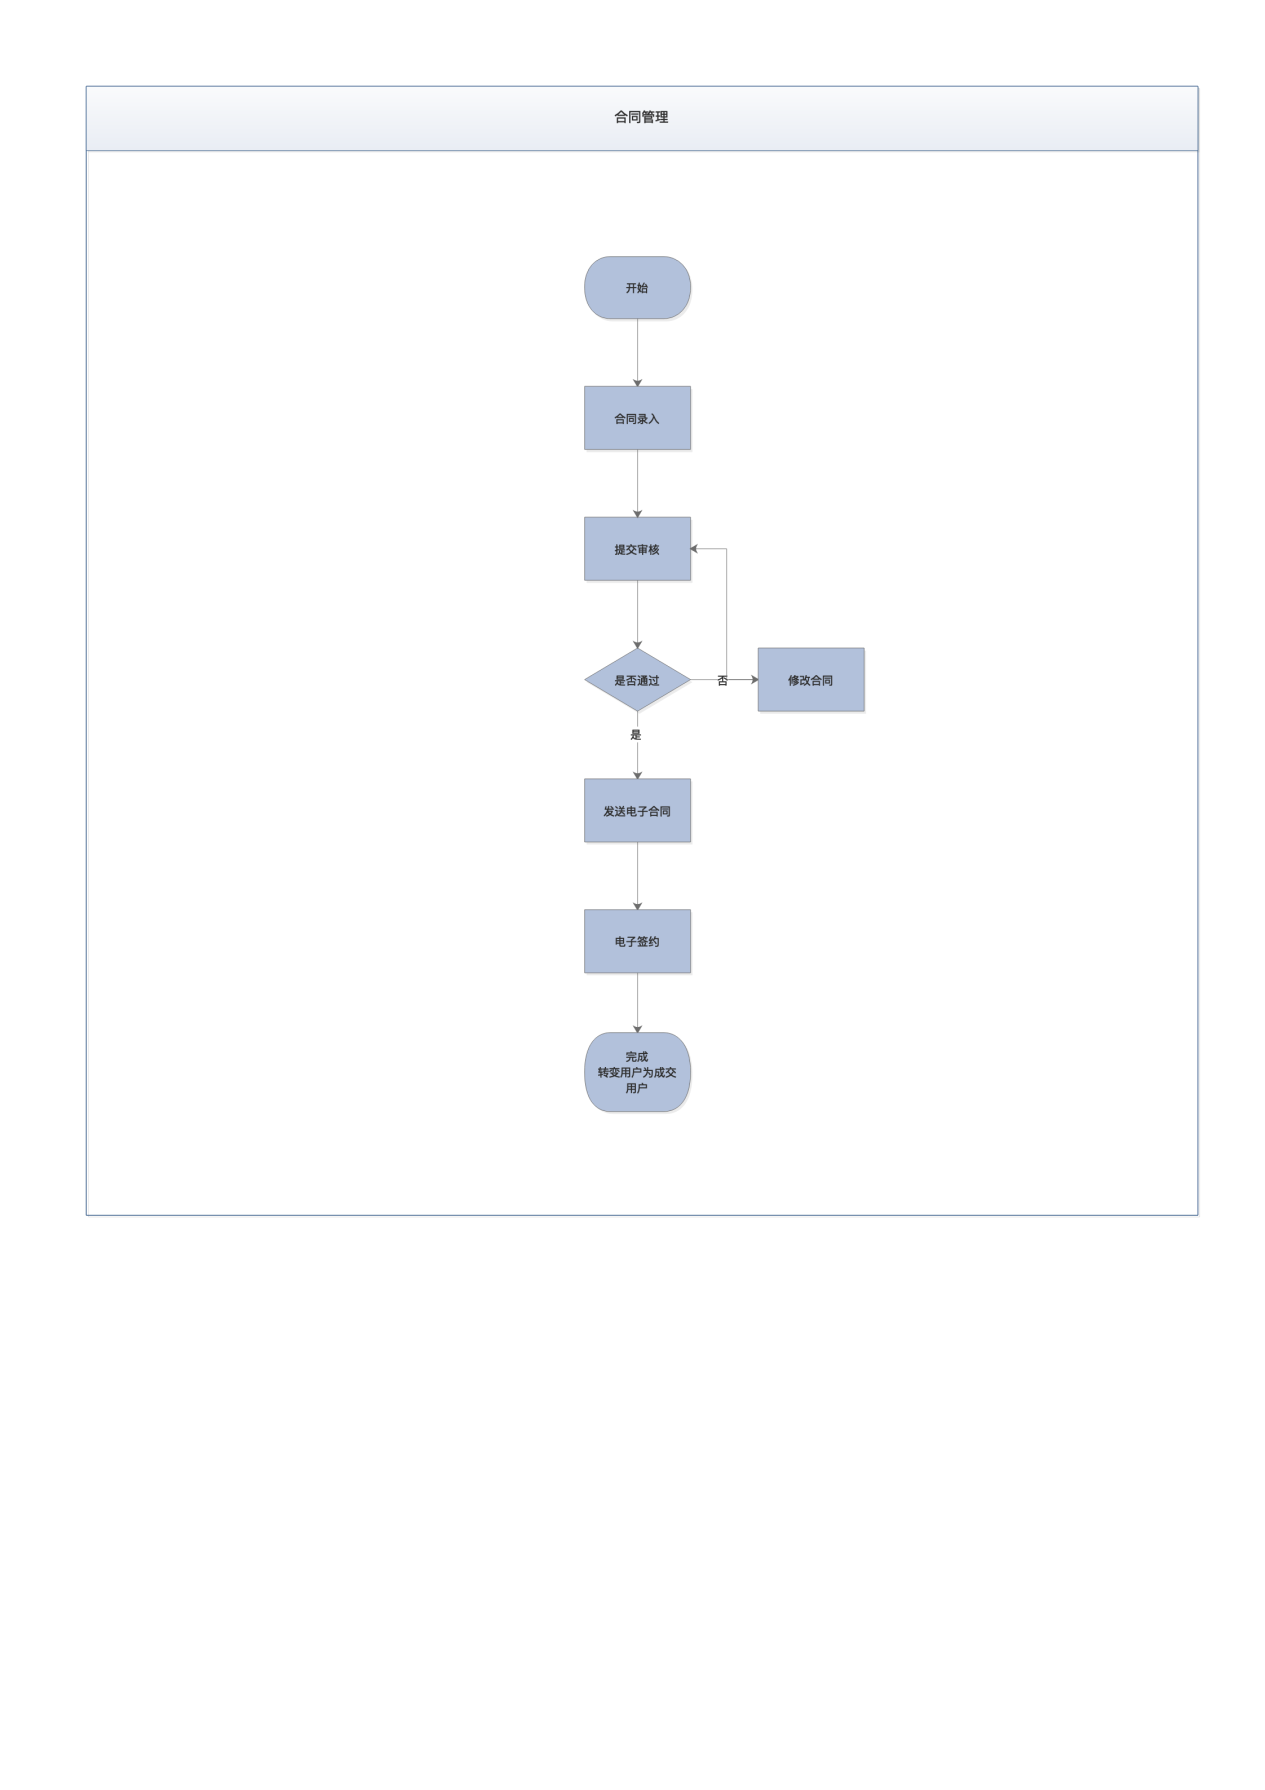 合同管理
开始
合同录入
提交审核
是否通过
否
修改合同
是
发送电子合同
电子签约
完成
转变用户为成交
用户